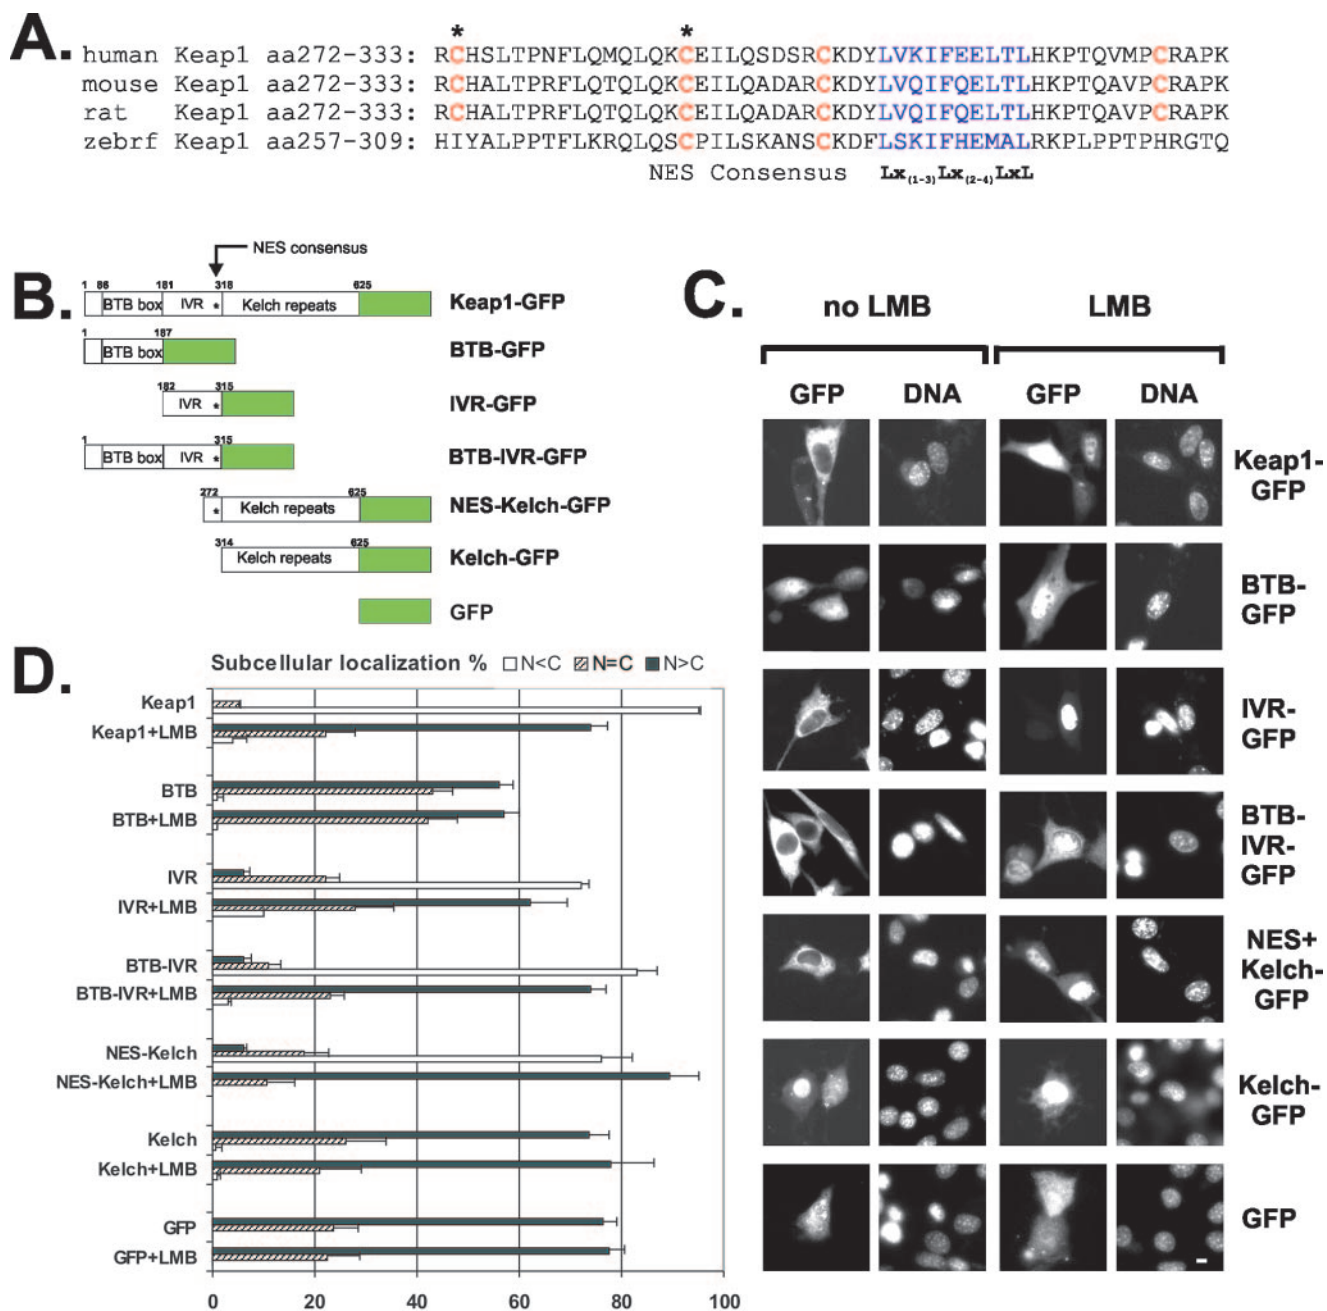 A.
* *
human Keap1 aa272-333: RCHSLTPNFLQMQLQKCEILQSDSRCKDYLVKIFEELTLHKPTQVMPCRAPK
mouse Keap1 aa272-333: RCHALTPRFLQTQLQKCEILQADARCKDYLVQIFQELTLHKPTQAVPCRAPK
rat Keap1 aa272-333: RCHALTPRFLQTQLQKCEILQADARCKDYLVQIFQELTLHKPTQAVPCRAPK
zebrf Keap1 aa257-309: HIYALPPTFLKRQLQSCPILSKANSCKDFLSKIFHEMALRKPLPPTPHRGTQ
NES Consensus Lx(1-3)Lx(2-4)LxL
B.
NES consensus
1 86 181 318 625
BTB box IVR * Kelch repeats Keap1-GFP
1 187
BTB box BTB-GFP
182 315
IVR * IVR-GFP
1 315
BTB box IVR * BTB-IVR-GFP
272 625
* Kelch repeats NES-Kelch-GFP
314 625
Kelch repeats Kelch-GFP
GFP
C.
no LMB LMB
GFP DNA GFP DNA
Keap1-
GFP
BTB-
GFP
IVR-
GFP
BTB-
IVR-
GFP
NES+
Kelch-
GFP
Kelch-
GFP
GFP
D.
Subcellular localization % N<C N=C N>C
Keap1
Keap1+LMB
BTB
BTB+LMB
IVR
IVR+LMB
BTB-IVR
BTB-IVR+LMB
NES-Kelch
NES-Kelch+LMB
Kelch
Kelch+LMB
GFP
GFP+LMB
0 20 40 60 80 100